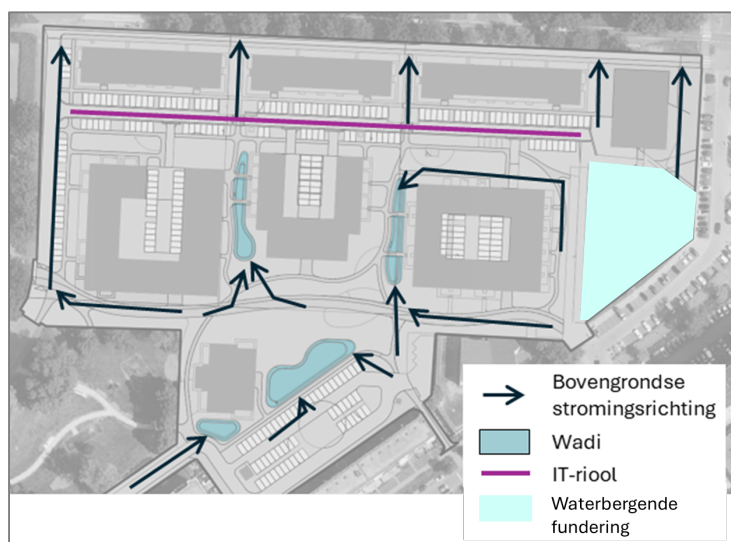 Bovengrondse
stromingsrichting
Wadi
IT-riool
Waterbergende
fundering